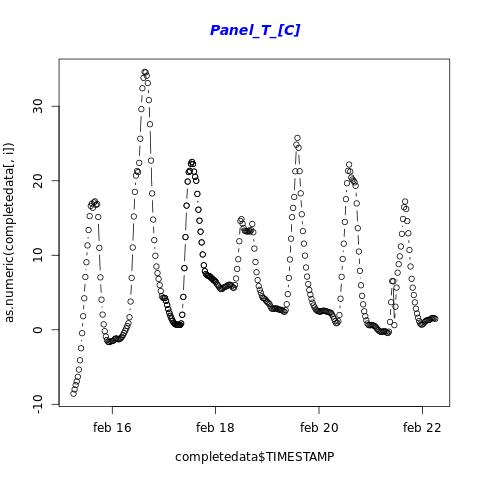 Panel_T_[C]
as.numeric(completedata[, i])
30
20
10
0
-10
feb 16
feb 18
feb 20
feb 22
completedata$TIMESTAMP